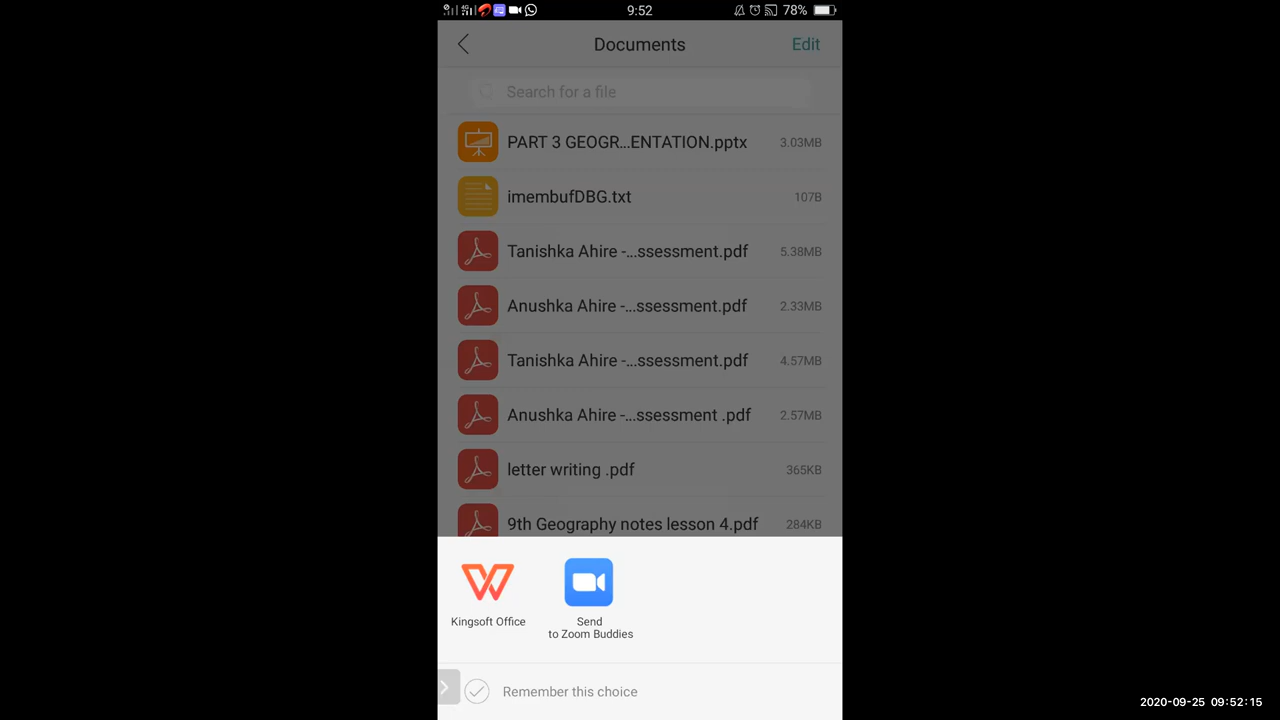 9:52
78%
Documents
Edit
Search for a file
PART 3 GEOGR...ENTATION.pptx 3.03MB
imembufDBG.txt 107B
Tanishka Ahire -...ssessment.pdf 5.38MB
Anushka Ahire -...ssessment.pdf 2.33MB
Tanishka Ahire -...ssessment.pdf 4.57MB
Anushka Ahire -...ssessment .pdf 2.57MB
letter writing .pdf 365KB
9th Geography notes lesson 4.pdf 284KB
Kingsoft Office
Send
to Zoom Buddies
Remember this choice
2020-09-25 09:52:15